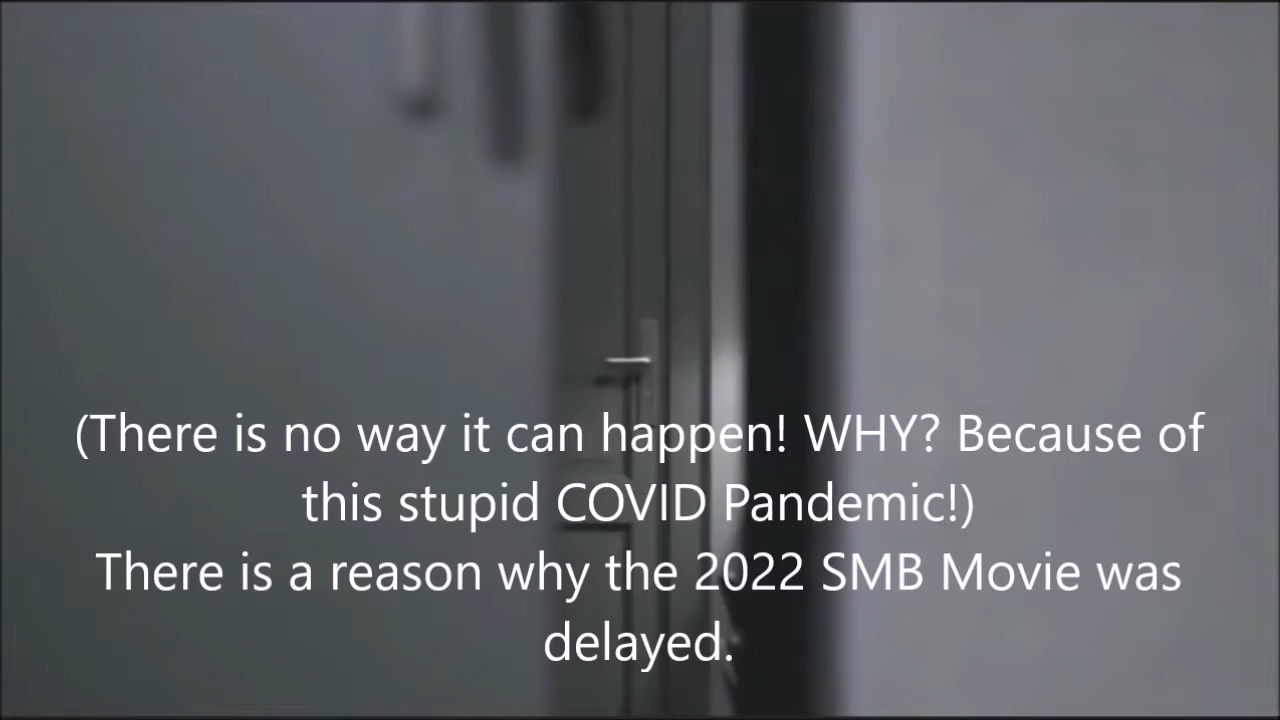 (There is no way it can happen! WHY? Because of
this stupid COVID Pandemic!)
There is a reason why the 2022 SMB Movie was
delayed.